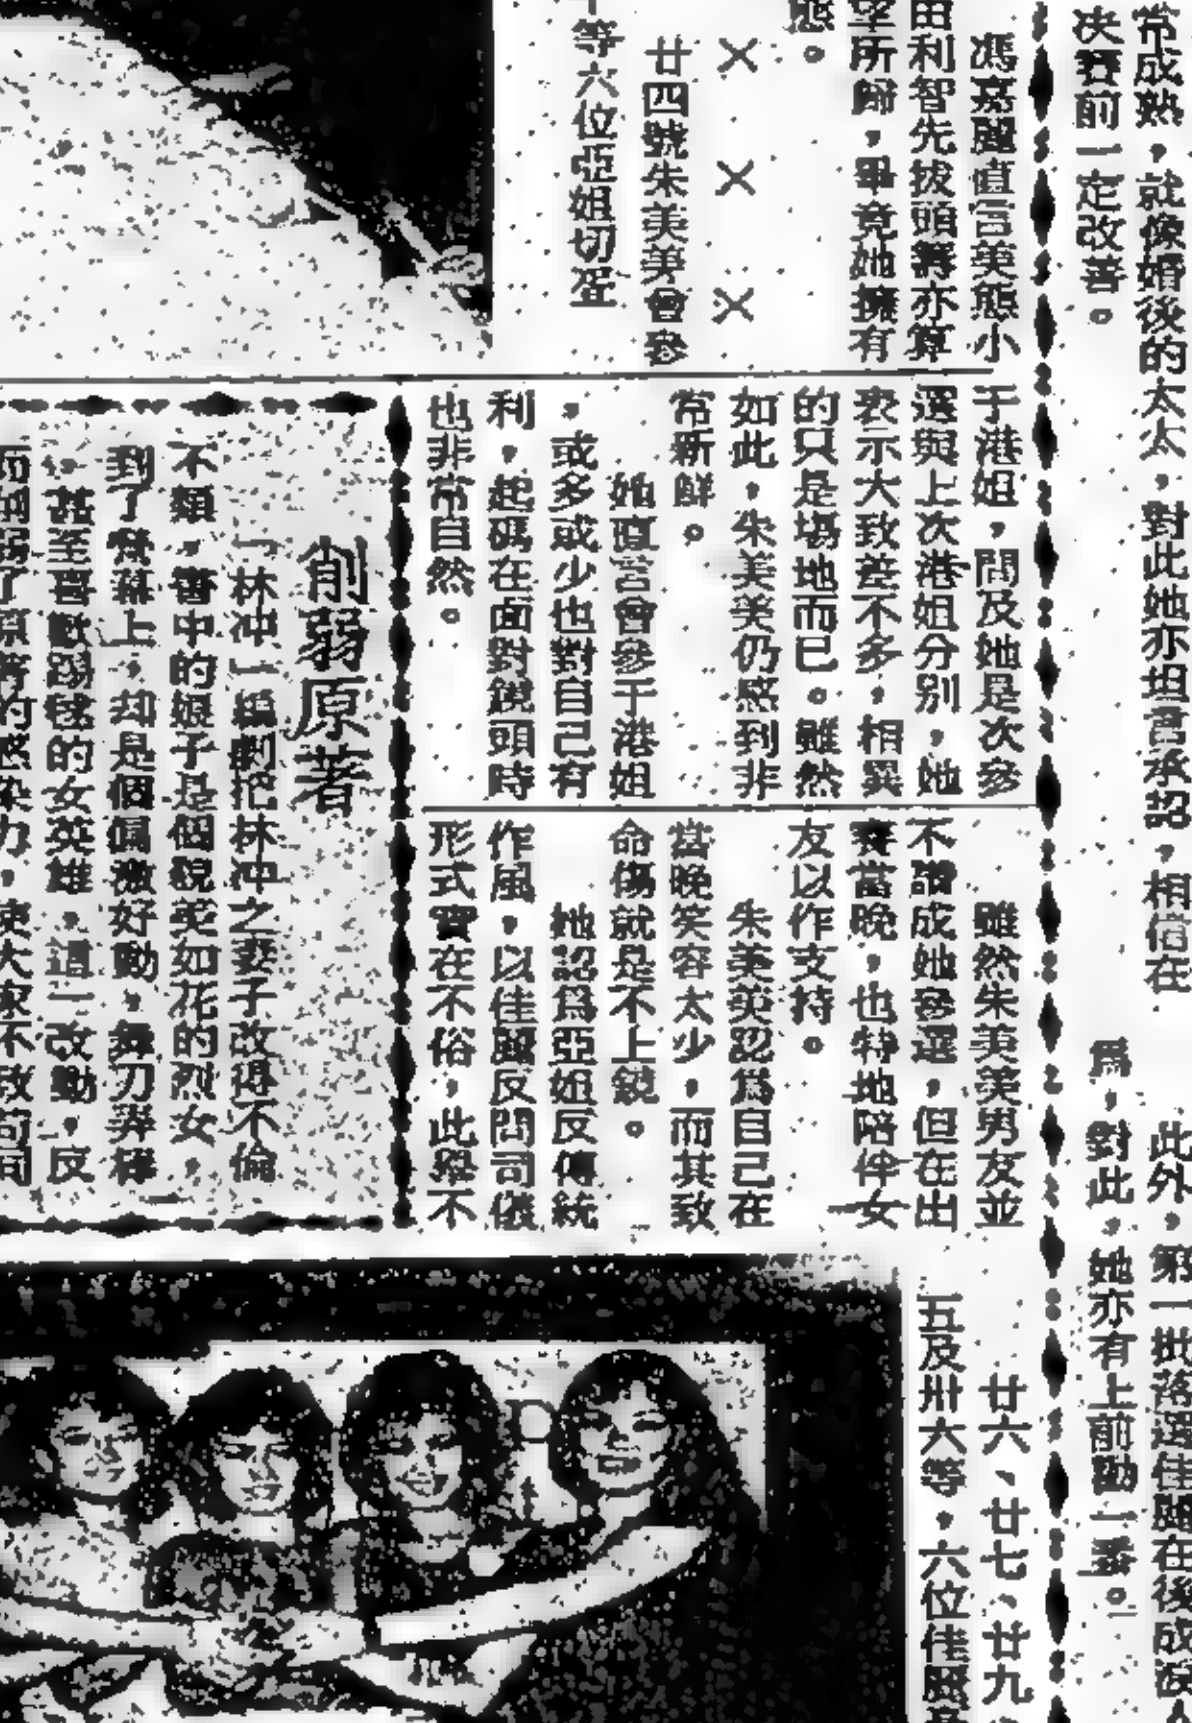 常成熟，就像婚後的太太，對此她亦坦言承認，相信在
决賽前一定改善。
此外，第一批落選佳麗在後成淚人
爲，對此，她亦有上前勸一番。
馮嘉麗直言美態小
由利智先拔頭籌亦算
望所歸，畢竟她擁有
態。
×××
廿四號朱美美曾參
于港姐，問及她是次參
選與上次港姐分别，她
表示大致差不多，相異
的只是場地而已。雖然
如此，朱美美仍感到非
常新鮮。
她直言曾參于港姐
，或多或少也對自己有
利，起碼在面對鏡頭時
也非常自然。
雖然朱美美男友並
不讚成她參選，但在出
賽當晚，也特地陪伴女
友以作支持。
朱美美認爲自己在
當晚笑容太少，而其致
命傷就是不上鏡。
她認爲亞姐反傳統
作風，以佳麗反問司儀
形式實在不俗，此舉不
等六位亞姐切蛋
廿六、廿七、廿九、
五及卅六等，六位佳麗
削弱原著
「林冲」編劇把林冲之妻子改得不倫
不類，書中的娘子是個貌美如花的烈女，
到了螢幕上，却是個偏激好動，舞刀弄棒
，甚至喜歡踢毽的女英雄，這一改動，反
而削弱了原著的感染力，使大家不致苟同